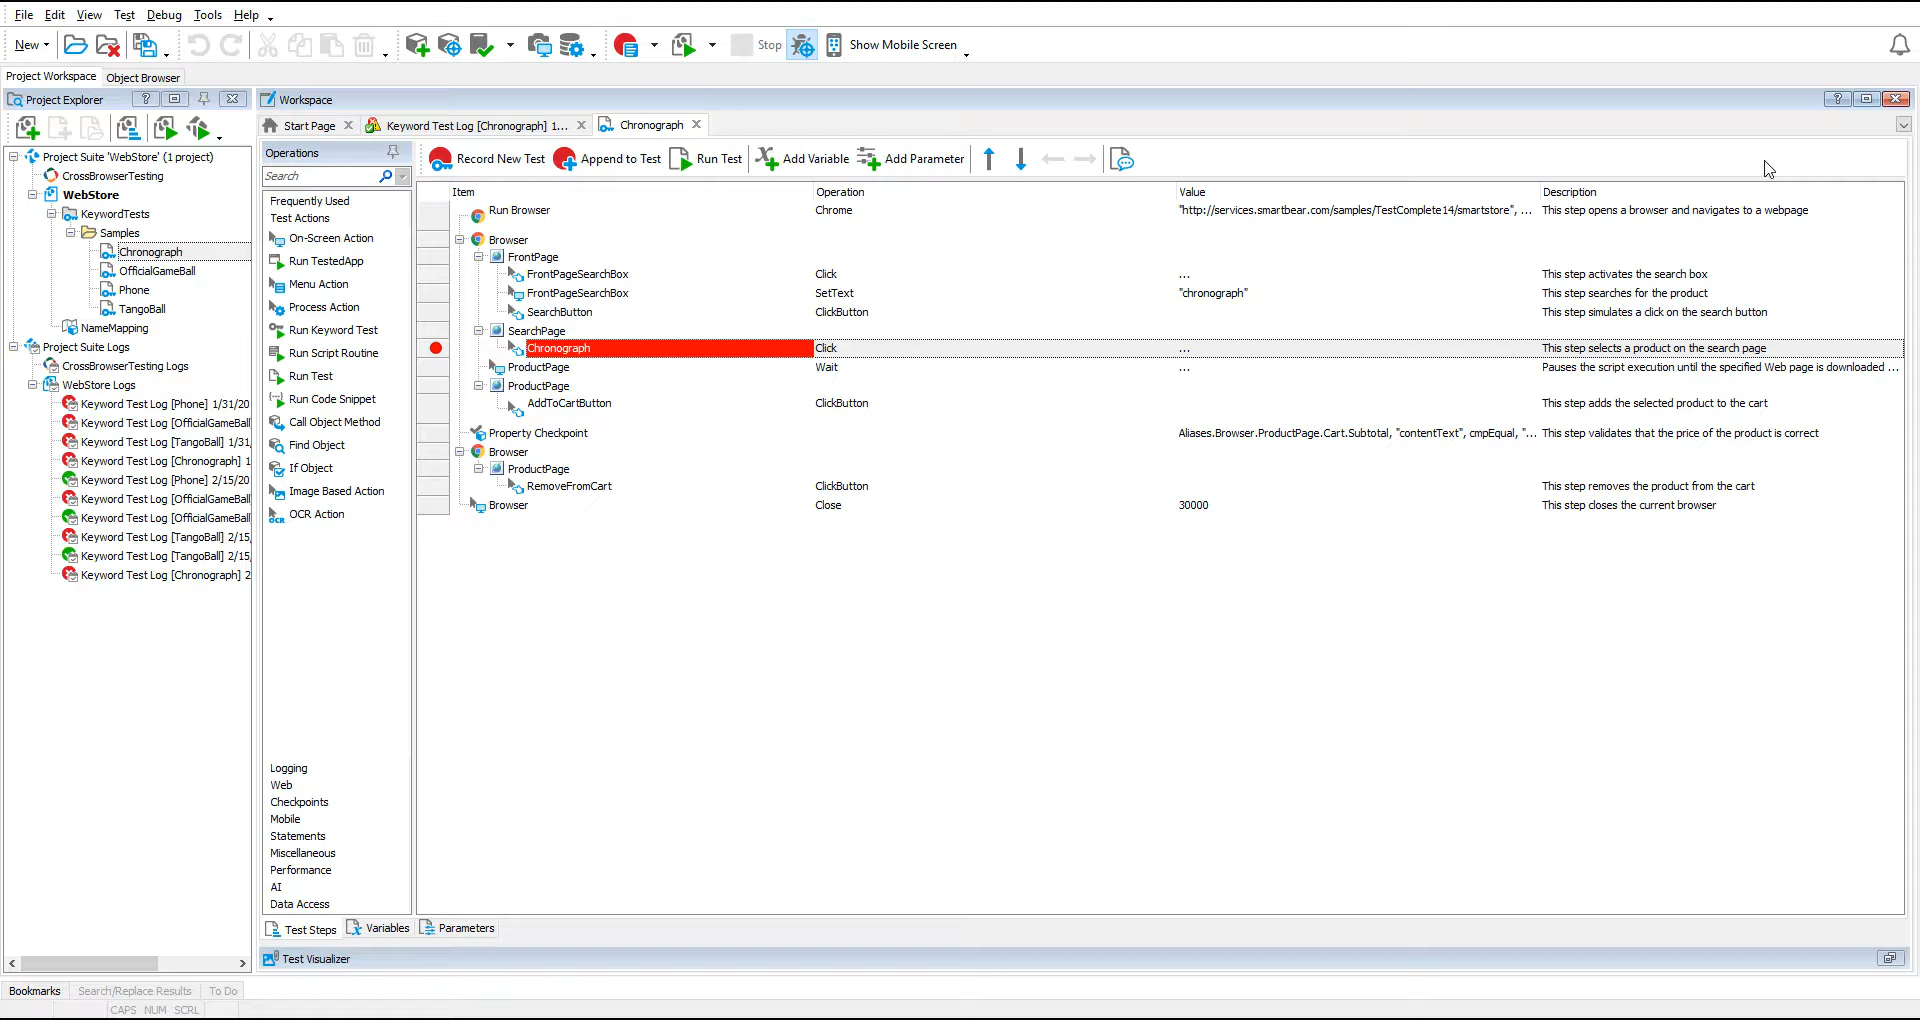 File Edit View Test Debug Tools Help
New Stop Show Mobile Screen
Project Workspace Object Browser
Project Explorer
Workspace
Start Page Keyword Test Log [Chronograph] 1... Chronograph
Operations
Record New Test Append to Test Run Test Add Variable Add Parameter
Search
Project Suite 'WebStore' (1 project)
CrossBrowserTesting
WebStore
KeywordTests
Samples
Chronograph
OfficialGameBall
Phone
TangoBall
NameMapping
Project Suite Logs
CrossBrowserTesting Logs
WebStore Logs
Keyword Test Log [Phone] 1/31/20
Keyword Test Log [OfficialGameBall
Keyword Test Log [TangoBall] 1/31,
Keyword Test Log [Chronograph] 1
Keyword Test Log [Phone] 2/15/20
Keyword Test Log [OfficialGameBall
Keyword Test Log [OfficialGameBall
Keyword Test Log [TangoBall] 2/15,
Keyword Test Log [TangoBall] 2/15,
Keyword Test Log [Chronograph] 2
Frequently Used
Test Actions
On-Screen Action
Run TestedApp
Menu Action
Process Action
Run Keyword Test
Run Script Routine
Run Test
Run Code Snippet
Call Object Method
Find Object
If Object
Image Based Action
OCR Action
Logging
Web
Checkpoints
Mobile
Statements
Miscellaneous
Performance
AI
Data Access
Item Operation Value Description
Run Browser Chrome "http://services.smartbear.com/samples/TestComplete14/smartstore", ... This step opens a browser and navigates to a webpage
Browser
FrontPage
FrontPageSearchBox Click ... This step activates the search box
FrontPageSearchBox SetText "chronograph" This step searches for the product
SearchButton ClickButton This step simulates a click on the search button
SearchPage
Chronograph Click ... This step selects a product on the search page
ProductPage Wait ... Pauses the script execution until the specified Web page is downloaded ...
ProductPage
AddToCartButton ClickButton This step adds the selected product to the cart
Property Checkpoint Aliases.Browser.ProductPage.Cart.Subtotal, "contentText", cmpEqual, "... This step validates that the price of the product is correct
Browser
ProductPage
RemoveFromCart ClickButton This step removes the product from the cart
Browser Close 30000 This step closes the current browser
Test Steps Variables Parameters
Test Visualizer
Bookmarks Search/Replace Results To Do
CAPS NUM SCRL